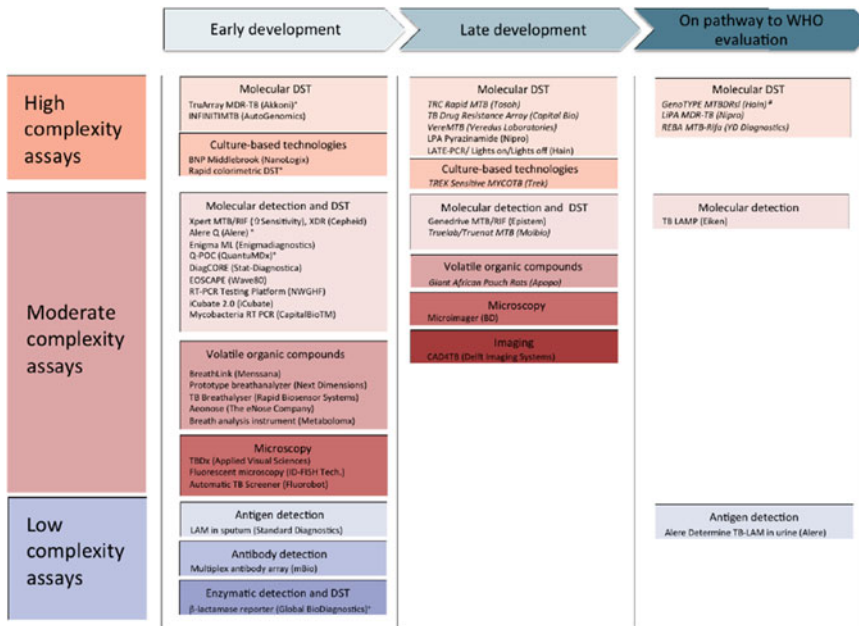 Early development
Late development
On pathway to WHO
evaluation
High
complexity
assays
Molecular DST
TruArray MDR-TB (Akkoni)*
INFINITIMTB (AutoGenomics)
Culture-based technologies
BNP Middlebrook (NanoLogix)
Rapid colorimetric DST*
Molecular DST
TRC Rapid MTB (Tosoh)
TB Drug Resistance Array (Capital Bio)
VereMTB (Veredus Laboratories)
LPA Pyrazinamide (Nipro)
LATE-PCR/ Lights on/Lights off (Hain)
Culture-based technologies
TREK Sensitive MYCOTB (Trek)
Molecular DST
GenoTYPE MTBDRsl (Hain)#
LiPA MDR-TB (Nipro)
REBA MTB-Rifa (YD Diagnostics)
Moderate
complexity
assays
Molecular detection and DST
Xpert MTB/RIF (⇧Sensitivity), XDR (Cepheid)
Alere Q (Alere) *
Enigma ML (Enigmadiagnostics)
Q-POC (QuantuMDx)*
DiagCORE (Stat-Diagnostica)
EOSCAPE (Wave80)
RT-PCR Testing Platform (NWGHF)
iCubate 2.0 (iCubate)
Mycobacteria RT PCR (CapitalBioTM)
Volatile organic compounds
BreathLink (Menssana)
Prototype breathanalyzer (Next Dimensions)
TB Breathalyser (Rapid Biosensor Systems)
Aeonose (The eNose Company)
Breath analysis instrument (Metabolomx)
Microscopy
TBDx (Applied Visual Sciences)
Fluorescent microscopy (ID-FISH Tech.)
Automatic TB Screener (Fluorobot)
Molecular detection and DST
Genedrive MTB/RIF (Epistem)
Truelab/Truenat MTB (Molbio)
Volatile organic compounds
Giant African Pouch Rats (Apopo)
Microscopy
MicroImager (BD)
Imaging
CAD4TB (Delft Imaging Systems)
Molecular detection
TB LAMP (Eiken)
Low
complexity
assays
Antigen detection
LAM in sputum (Standard Diagnostics)
Antibody detection
Multiplex antibody array (mBio)
Enzymatic detection and DST
β-lactamase reporter (Global BioDiagnostics)*
Antigen detection
Alere Determine TB-LAM in urine (Alere)